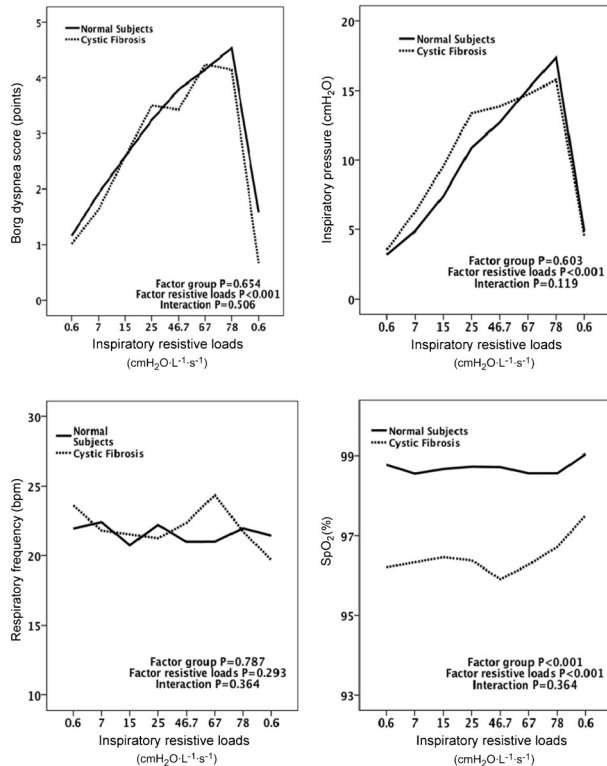 Borg dyspnea score (points)
5
4
3
2
1
0
Normal Subjects
Cystic Fibrosis
Factor group P=0.654
Factor resistive loads P<0.001
Interaction P=0.506
0.6 7 15 25 46.7 67 78 0.6
Inspiratory resistive loads
(cmH₂O·L⁻¹·s⁻¹)
Inspiratory pressure (cmH₂O)
20
15
10
5
0
Normal Subjects
Cystic Fibrosis
Factor group P=0.603
Factor resistive loads P<0.001
Interaction P=0.119
0.6 7 15 25 46.7 67 78 0.6
Inspiratory resistive loads
(cmH₂O·L⁻¹·s⁻¹)
Respiratory frequency (bpm)
30
25
20
15
10
Normal
Subjects
Cystic Fibrosis
Factor group P=0.787
Factor resistive loads P=0.293
Interaction P=0.364
0.6 7 15 25 46.7 67 78 0.6
Inspiratory resistive loads
(cmH₂O·L⁻¹·s⁻¹)
SpO₂(%)
99
97
95
93
Normal Subjects
Cystic Fibrosis
Factor group P<0.001
Factor resistive loads P<0.001
Interaction P=0.364
0.6 7 15 25 46.7 67 78 0.6
Inspiratory resistive loads
(cmH₂O·L⁻¹·s⁻¹)